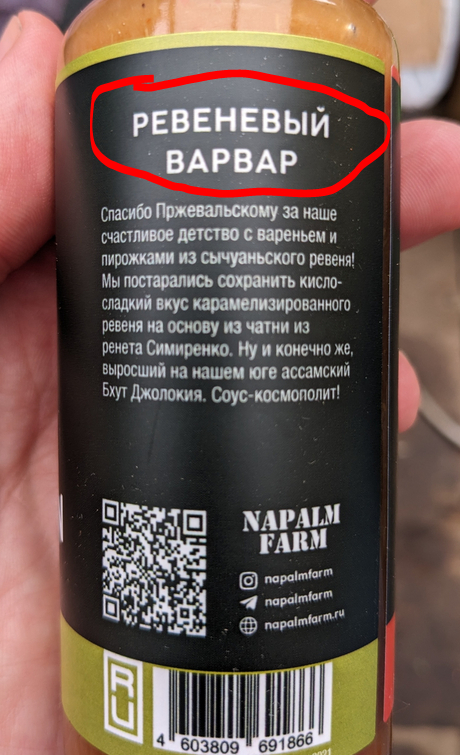 РЕВЕНЕВЫЙ
ВАРВАР
Спасибо Пржевальскому за наше
счастливое детство с вареньем и
пирожками из сычуаньского ревеня!
Мы постарались сохранить кисло-
сладкий вкус карамелизированного
ревеня на основу из чатни из
ренета Симиренко. Ну и конечно же,
выросший на нашем юге ассамский
Бхут Джолокия. Соус-космополит!
NAPALM
FARM
napalmfarm
napalmfarm
napalmfarm.ru
RU
4 603809 691866
2021